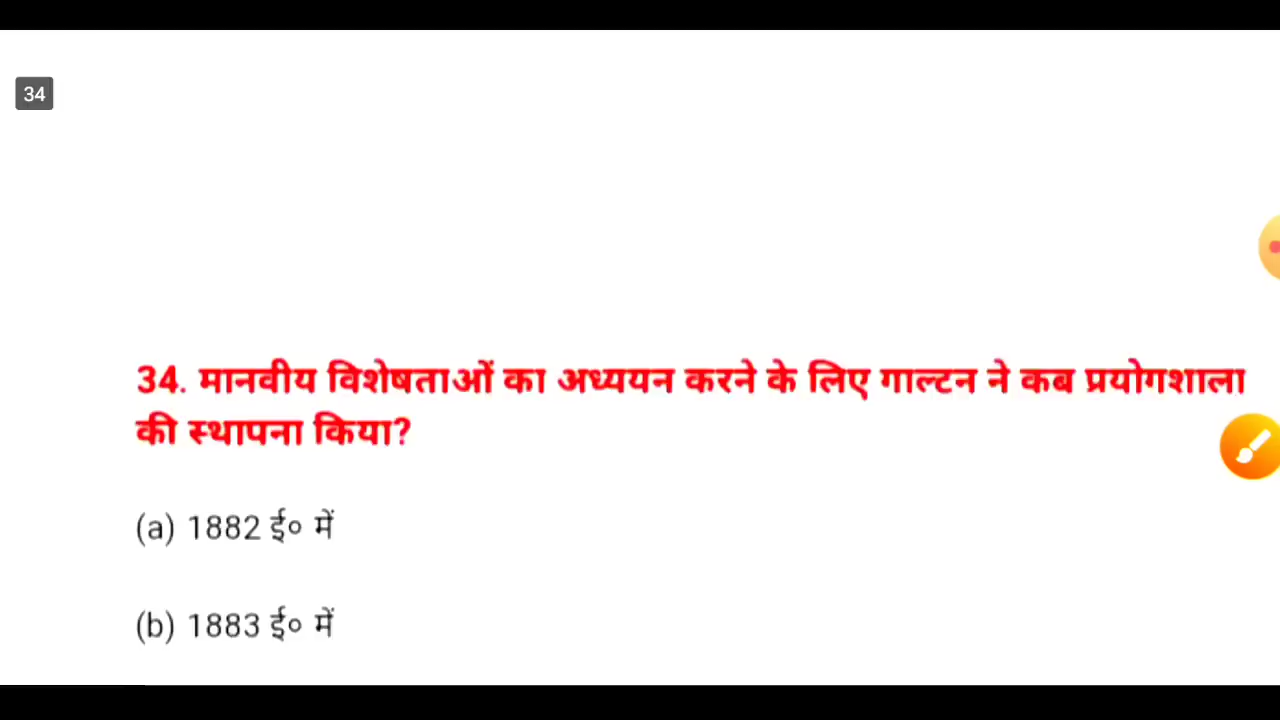 34
34. मानवीय विशेषताओं का अध्ययन करने के लिए गाल्टन ने कब प्रयोगशाला
की स्थापना किया?
(a) 1882 ई० में
(b) 1883 ई० में